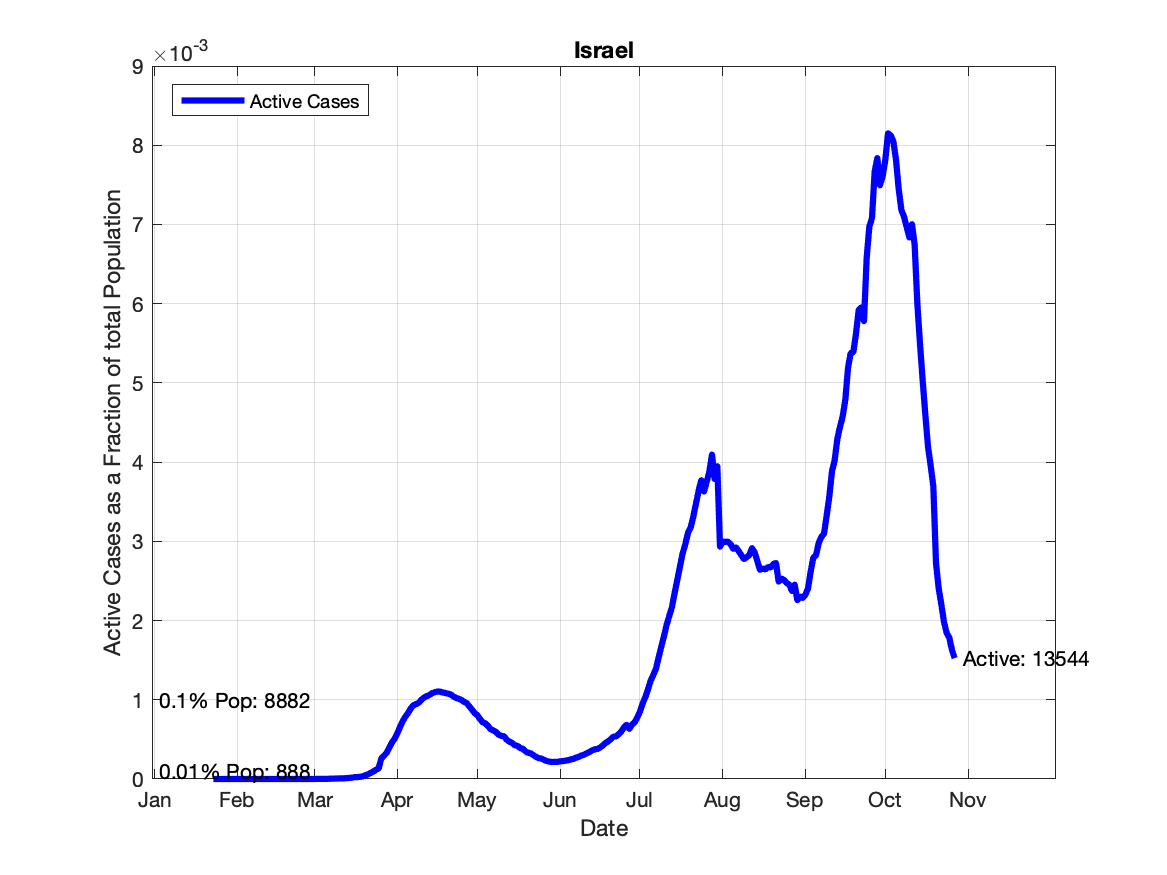 Israel
×10-3
Active Cases
9
8
7
6
5
4
3
2
1
0
Active Cases as a Fraction of total Population
0.1% Pop: 8882
0.01% Pop: 888
Active: 13544
Jan Feb Mar Apr May Jun Jul Aug Sep Oct Nov
Date